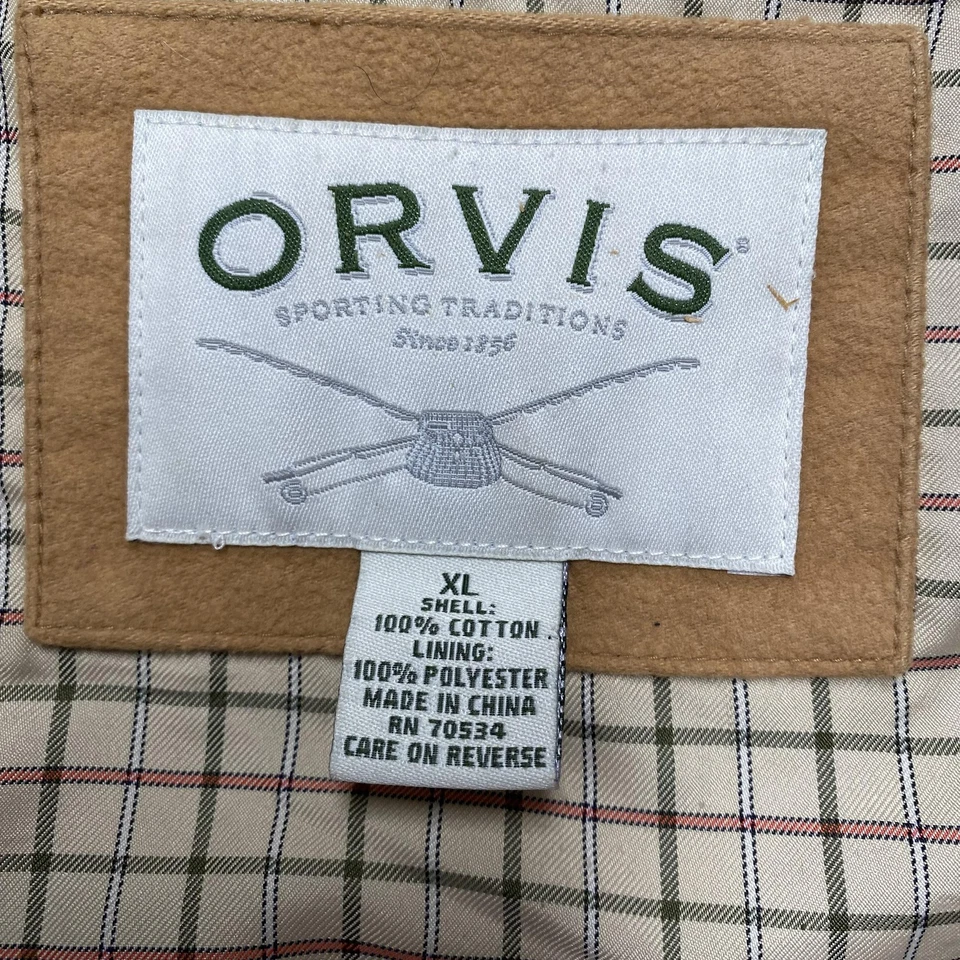 ORVIS®
SPORTING TRADITIONS
Since 1856
XL
SHELL:
100% COTTON
LINING:
100% POLYESTER
MADE IN CHINA
RN 70534
CARE ON REVERSE